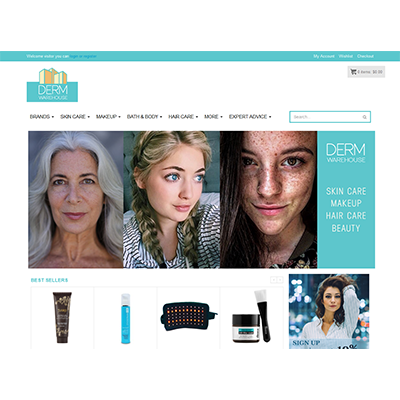 Welcome visitor you can login or register
My Account Wishlist Checkout
0 items $0.00
DERM
WAREHOUSE
BRANDS SKIN CARE MAKEUP BATH & BODY HAIR CARE MORE EXPERT ADVICE
Search...
DERM
WAREHOUSE
SKIN CARE
MAKEUP
HAIR CARE
BEAUTY
BEST SELLERS
SIGN UP
10%